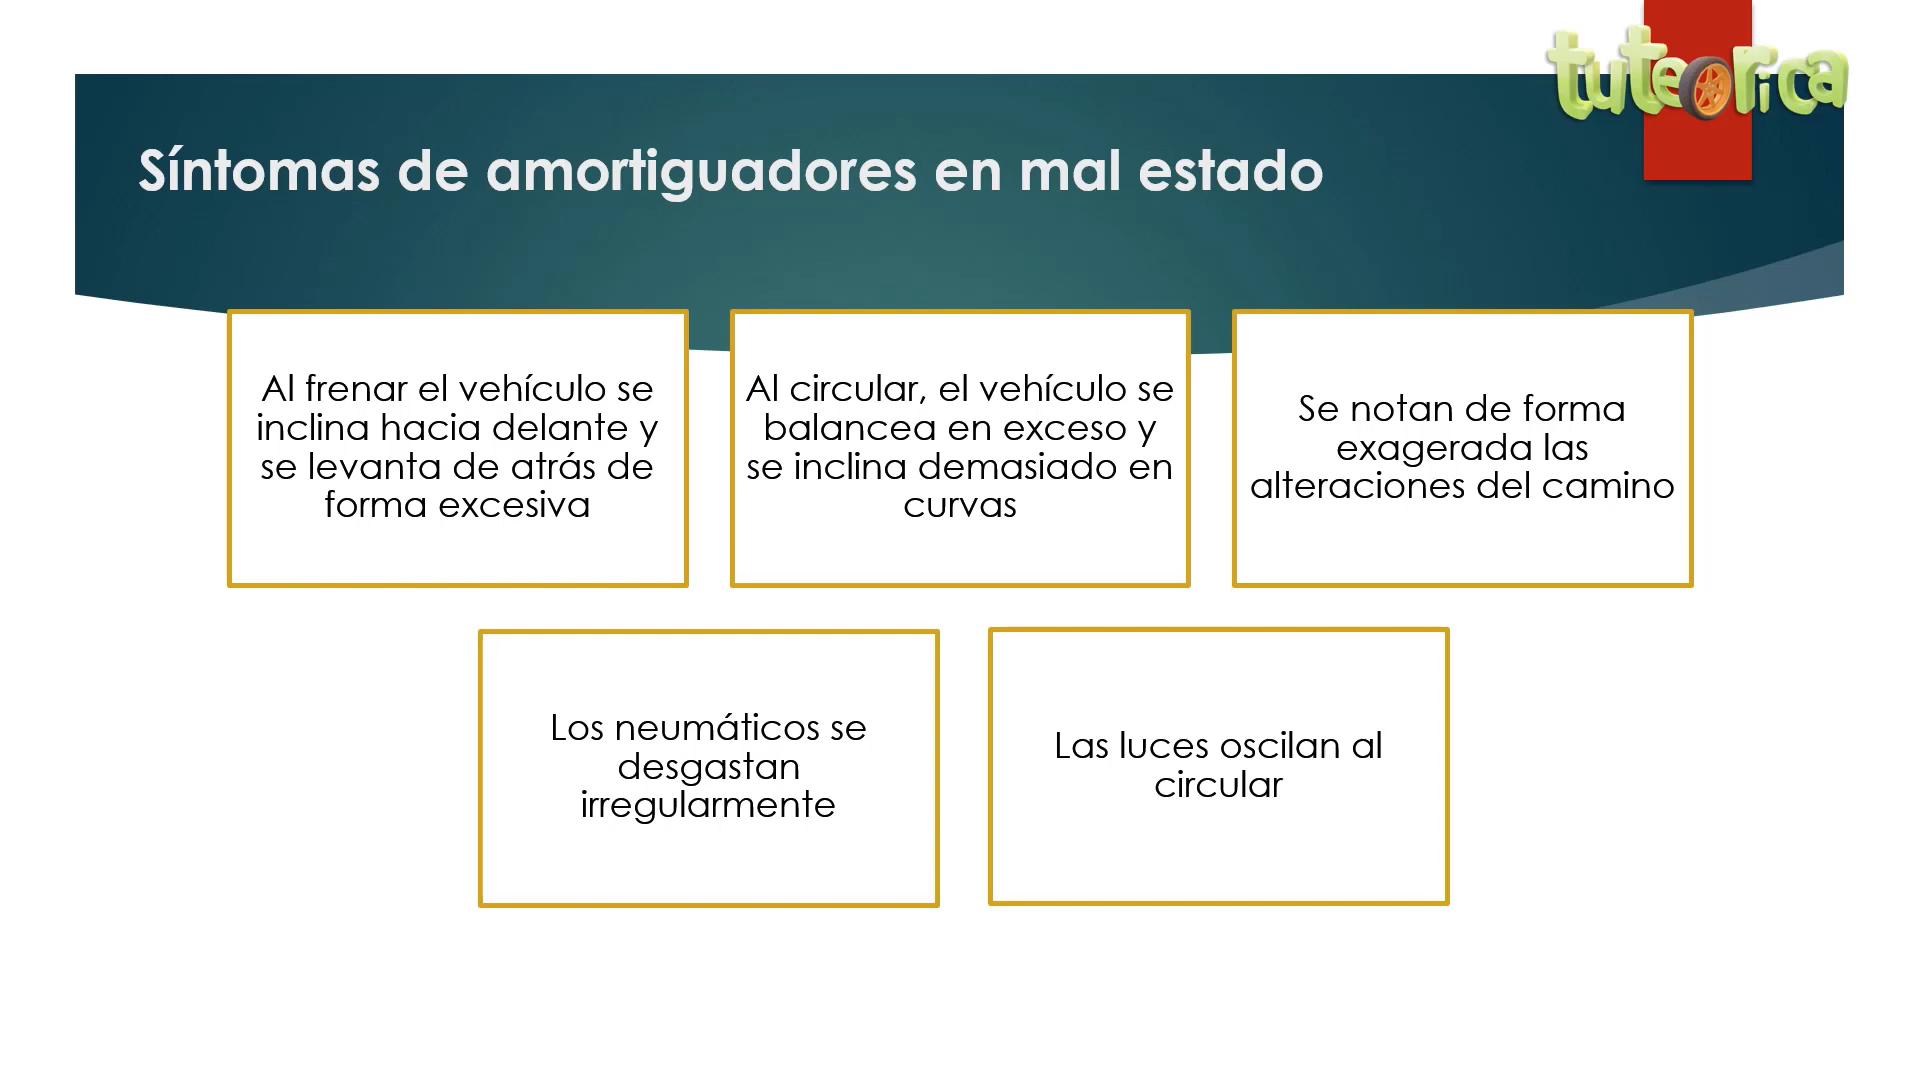 tuteorica
Síntomas de amortiguadores en mal estado
Al frenar el vehículo se
inclina hacia delante y
se levanta de atrás de
forma excesiva
Al circular, el vehículo se
balancea en exceso y
se inclina demasiado en
curvas
Se notan de forma
exagerada las
alteraciones del camino
Los neumáticos se
desgastan
irregularmente
Las luces oscilan al
circular